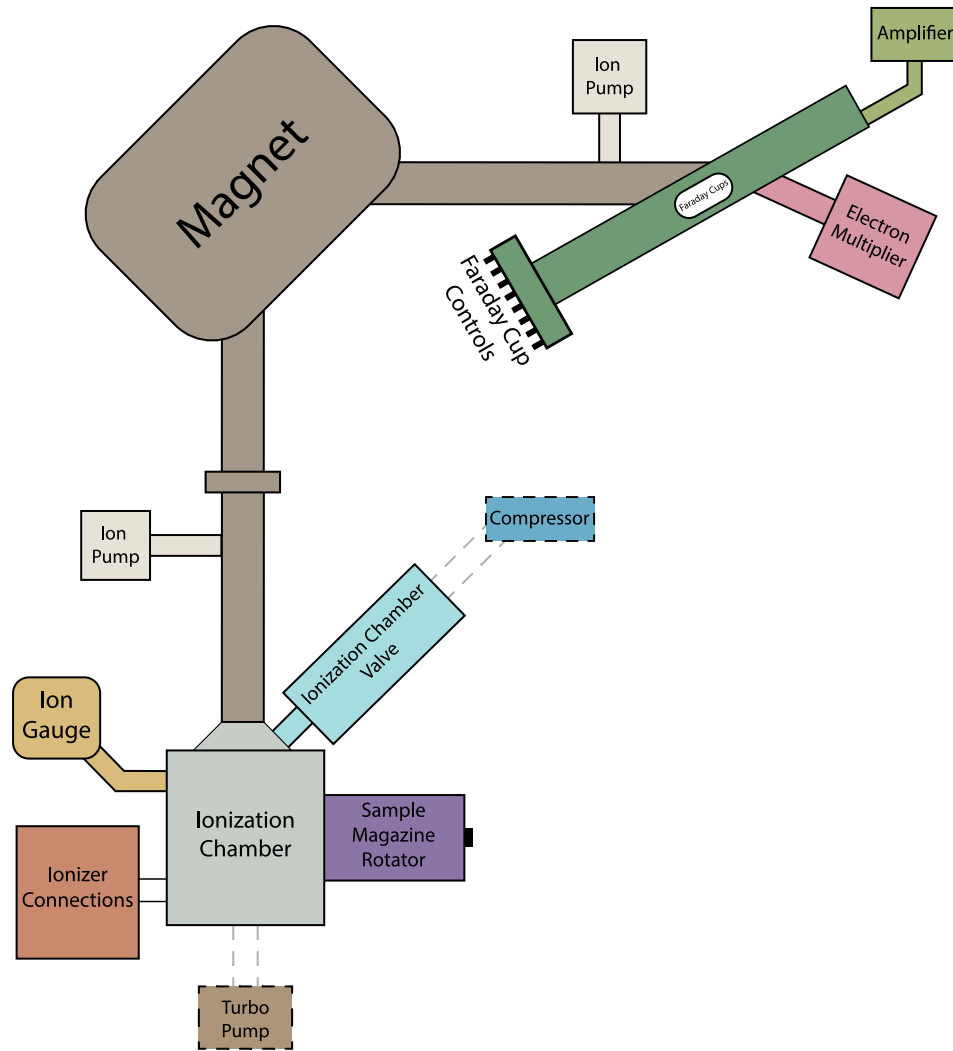 Amplifier
Ion
Pump
Magnet
Faraday Cups
Electron
Multiplier
Faraday Cup
Controls
Compressor
Ion
Pump
Ionization Chamber
Valve
Ion
Gauge
Ionization
Chamber
Sample
Magazine
Rotator
Ionizer
Connections
Turbo
Pump